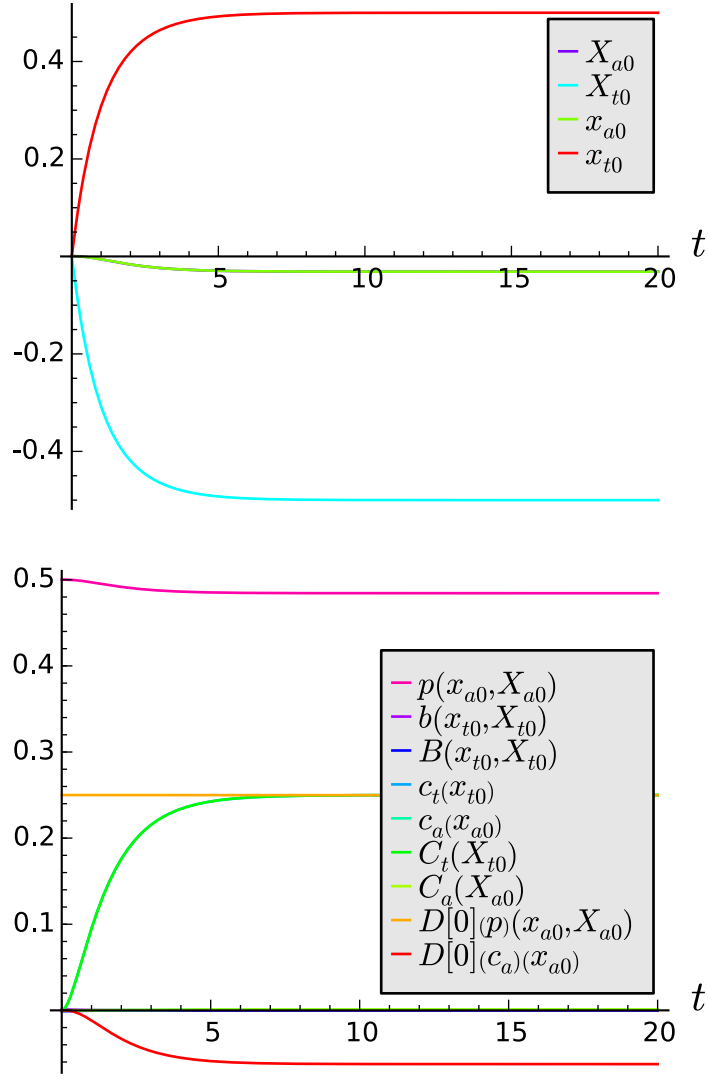 0.4
0.2
-0.2
-0.4
5
10
15
20
t
X_{a0}
X_{t0}
x_{a0}
x_{t0}
0.5
0.4
0.3
0.2
0.1
5
10
15
20
t
p(x_{a0},X_{a0})
b(x_{t0},X_{t0})
B(x_{t0},X_{t0})
c_t(x_{t0})
c_a(x_{a0})
C_t(X_{t0})
C_a(X_{a0})
D[0](p)(x_{a0},X_{a0})
D[0](c_a)(x_{a0})